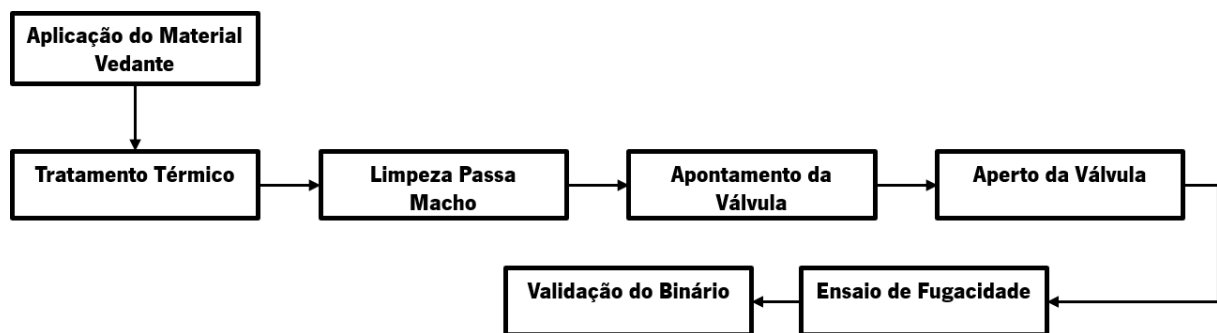 Aplicação do Material
Vedante
Tratamento Térmico
Limpeza Passa
Macho
Apontamento da
Válvula
Aperto da Válvula
Ensaio de Fugacidade
Validação do Binário